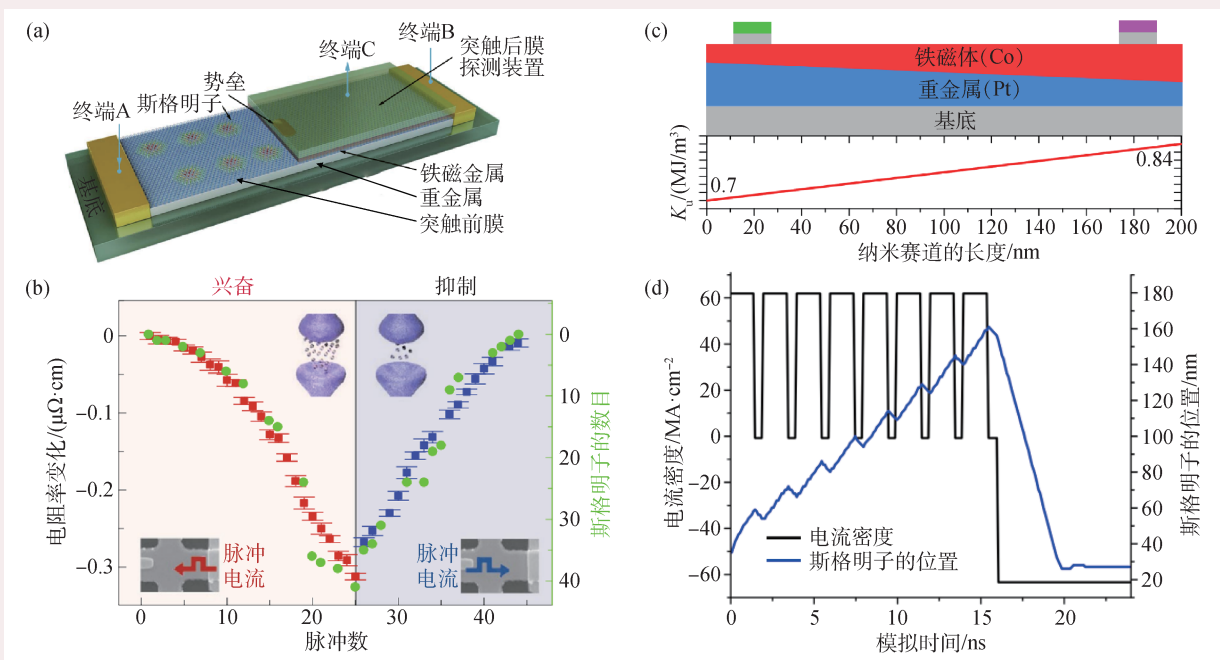 (a)
终端A
斯格明子
势垒
终端C
终端B
突触后膜
探测装置
铁磁金属
重金属
突触前膜
基底
(c)
铁磁体(Co)
重金属(Pt)
基底
Ku/(MJ/m³)
0.7
0.84
0 20 40 60 80 100 120 140 160 180 200
纳米赛道的长度/nm
(b)
兴奋
抑制
电阻率变化/(μΩ·cm)
0
−0.1
−0.2
−0.3
斯格明子的数目
0
10
20
30
40
脉冲
电流
脉冲
电流
0 10 20 30 40
脉冲数
(d)
电流密度/MA·cm⁻²
60
40
20
0
−20
−40
−60
斯格明子的位置/nm
180
160
140
120
100
80
60
40
20
电流密度
斯格明子的位置
0 5 10 15 20
模拟时间/ns